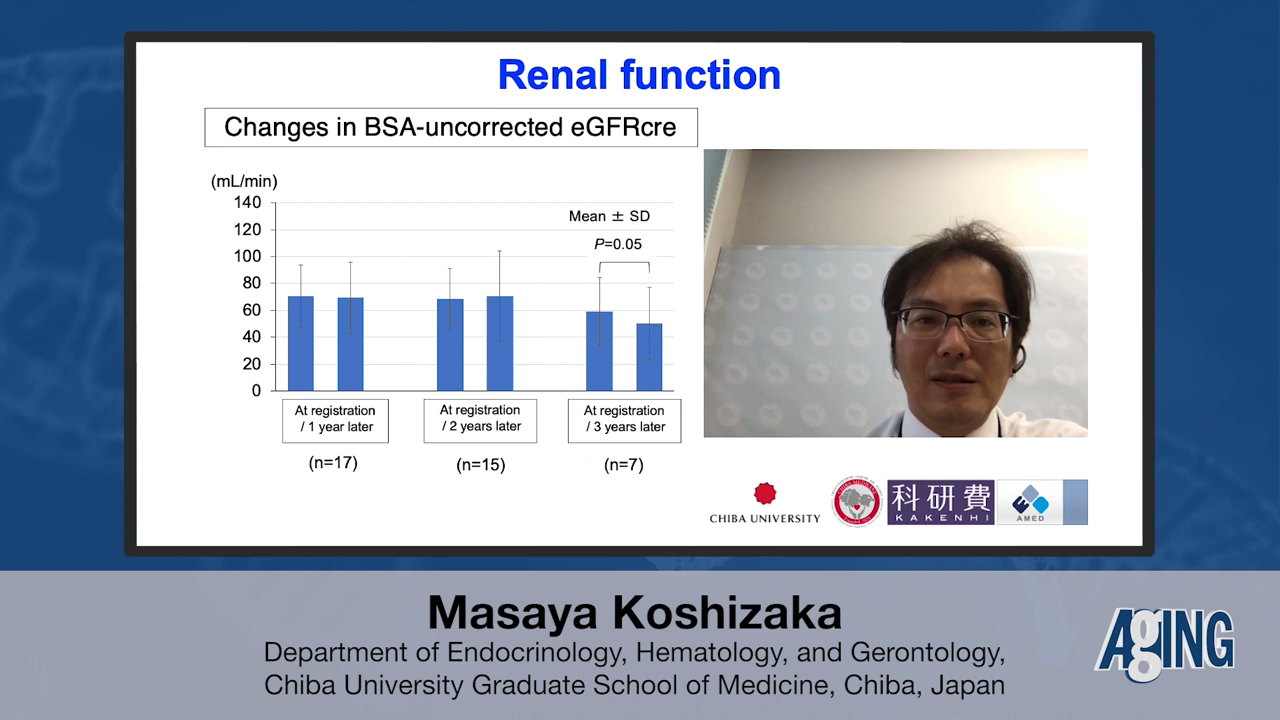 Renal function
Changes in BSA-uncorrected eGFRcre
(mL/min)
140
120
100
80
60
40
20
0
Mean ± SD
P=0.05
At registration
/ 1 year later
At registration
/ 2 years later
At registration
/ 3 years later
(n=17)
(n=15)
(n=7)
CHIBA UNIVERSITY
科研費
KAKENHI
AMED
Masaya Koshizaka
Department of Endocrinology, Hematology, and Gerontology,
Chiba University Graduate School of Medicine, Chiba, Japan
AgING